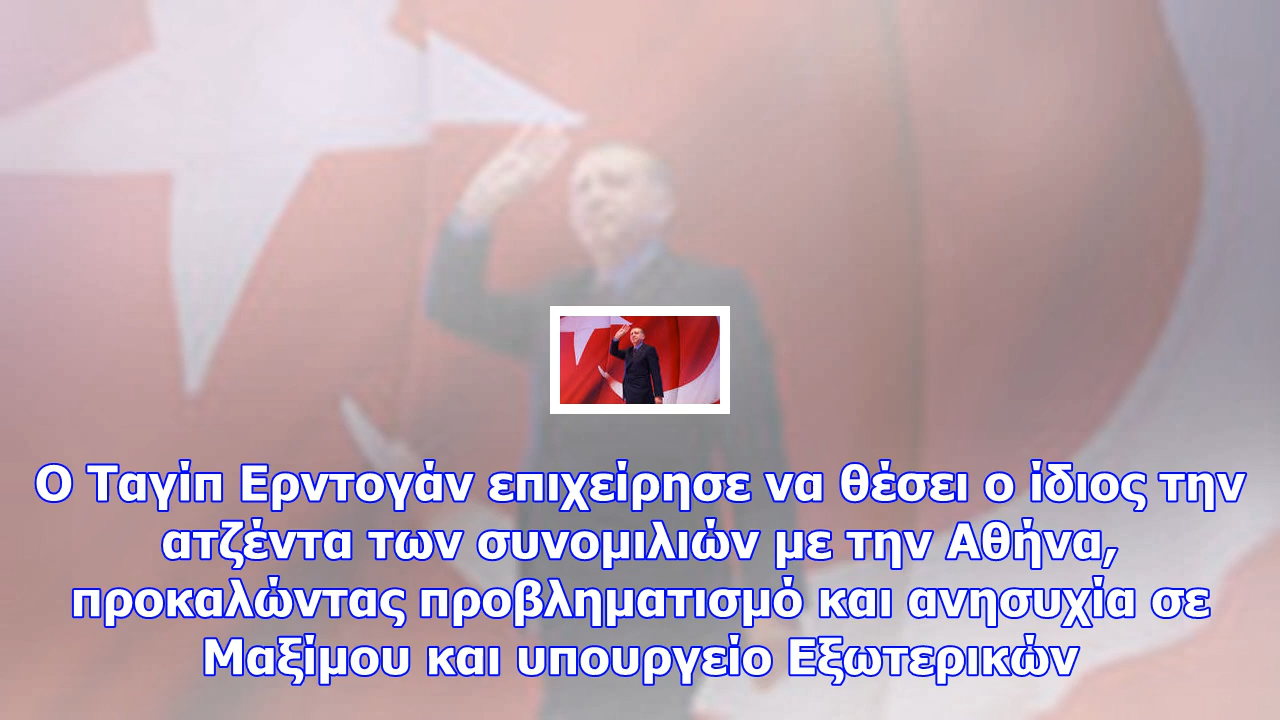 Ο Ταγίπ Ερντογάν επιχείρησε να θέσει ο ίδιος την
ατζέντα των συνομιλιών με την Αθήνα,
προκαλώντας προβληματισμό και ανησυχία σε
Μαξίμου και υπουργείο Εξωτερικών